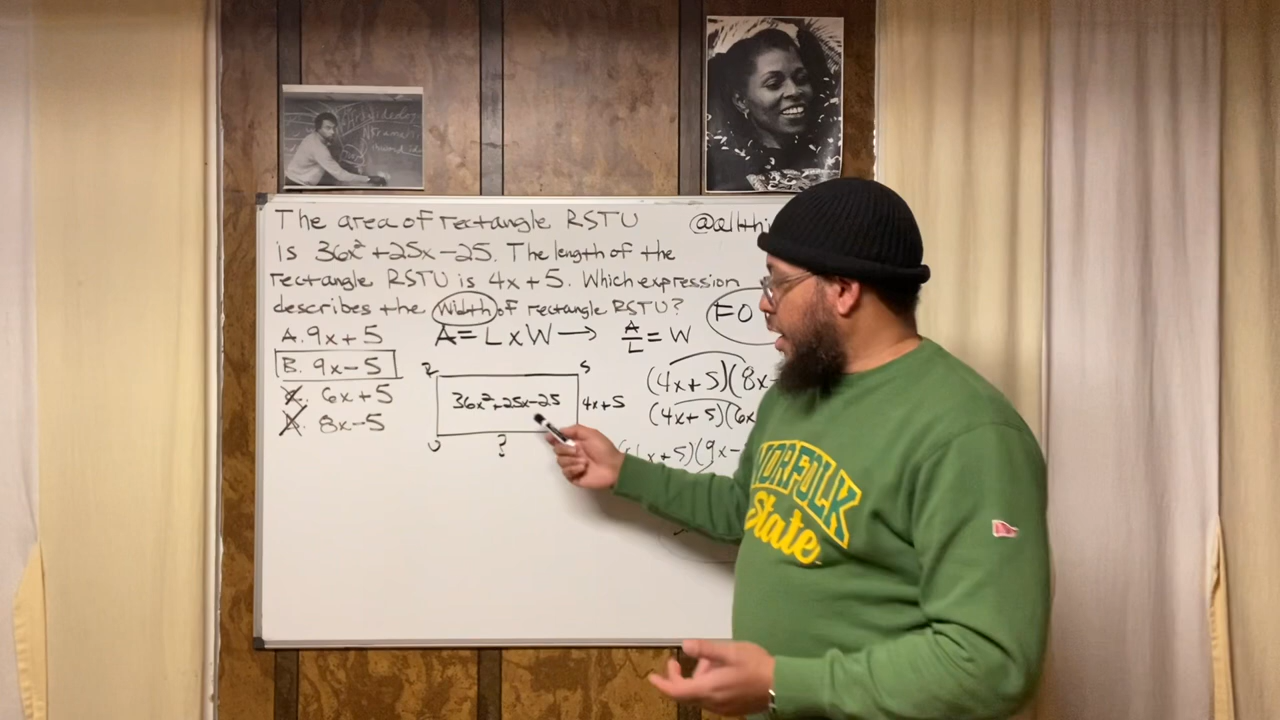 The area of rectangle RSTU
is 36x² + 25x - 25. The length of the
rectangle RSTU is 4x + 5. Which expression
describes the width of rectangle RSTU?
A. 9x + 5
B. 9x - 5
C. 6x + 5
D. 8x - 5
A = L x W → A/L = W
R S
36x² + 25x - 25 4x + 5
U ?
(4x + 5)(8x -
(4x + 5)(6x
x + 5)(9x -
NORFOLK
State